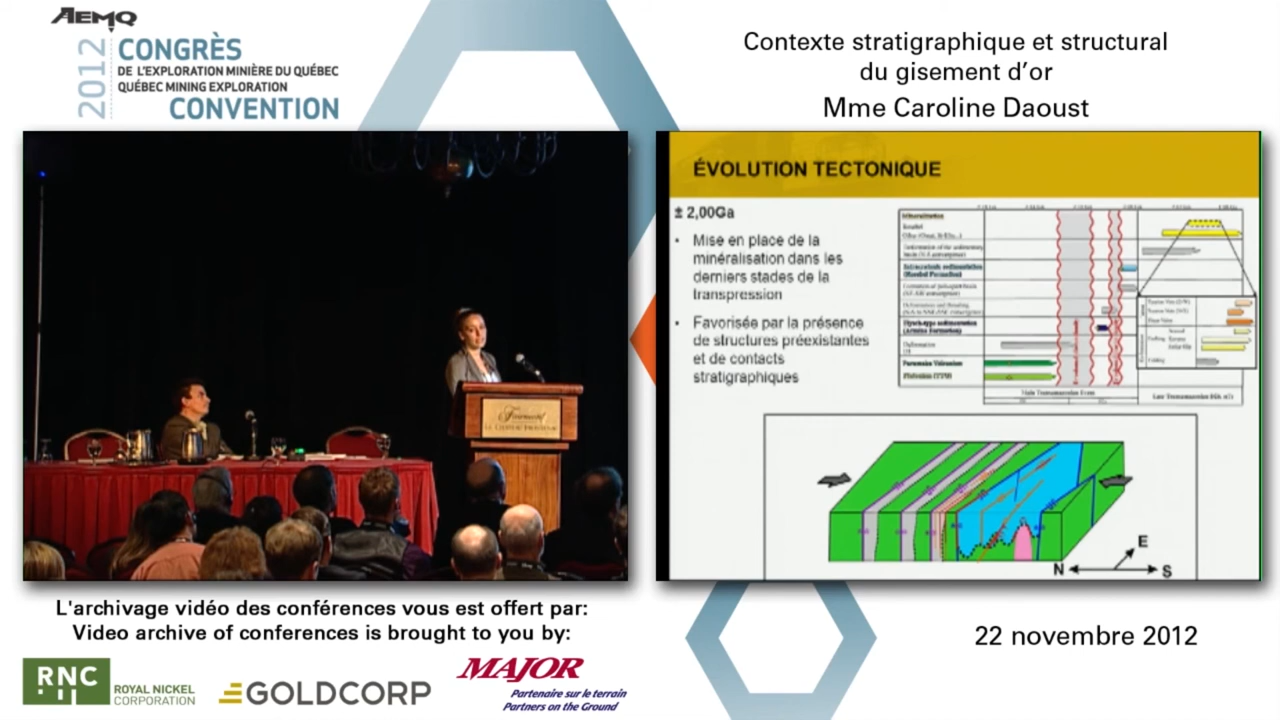 AEMQ
2012
CONGRÈS
DE L'EXPLORATION MINIÈRE DU QUÉBEC
QUÉBEC MINING EXPLORATION
CONVENTION
Contexte stratigraphique et structural
du gisement d'or
Mme Caroline Daoust
Fairmont
ÉVOLUTION TECTONIQUE
± 2,00Ga
• Mise en place de la
minéralisation dans les
derniers stades de la
transpression
• Favorisée par la présence
de structures préexistantes
et de contacts
stratigraphiques
Mineralization
E
N
S
L'archivage vidéo des conférences vous est offert par:
Video archive of conferences is brought to you by:
RNC
ROYAL NICKEL
CORPORATION
GOLDCORP
MAJOR
Partenaire sur le terrain
Partners on the Ground
22 novembre 2012